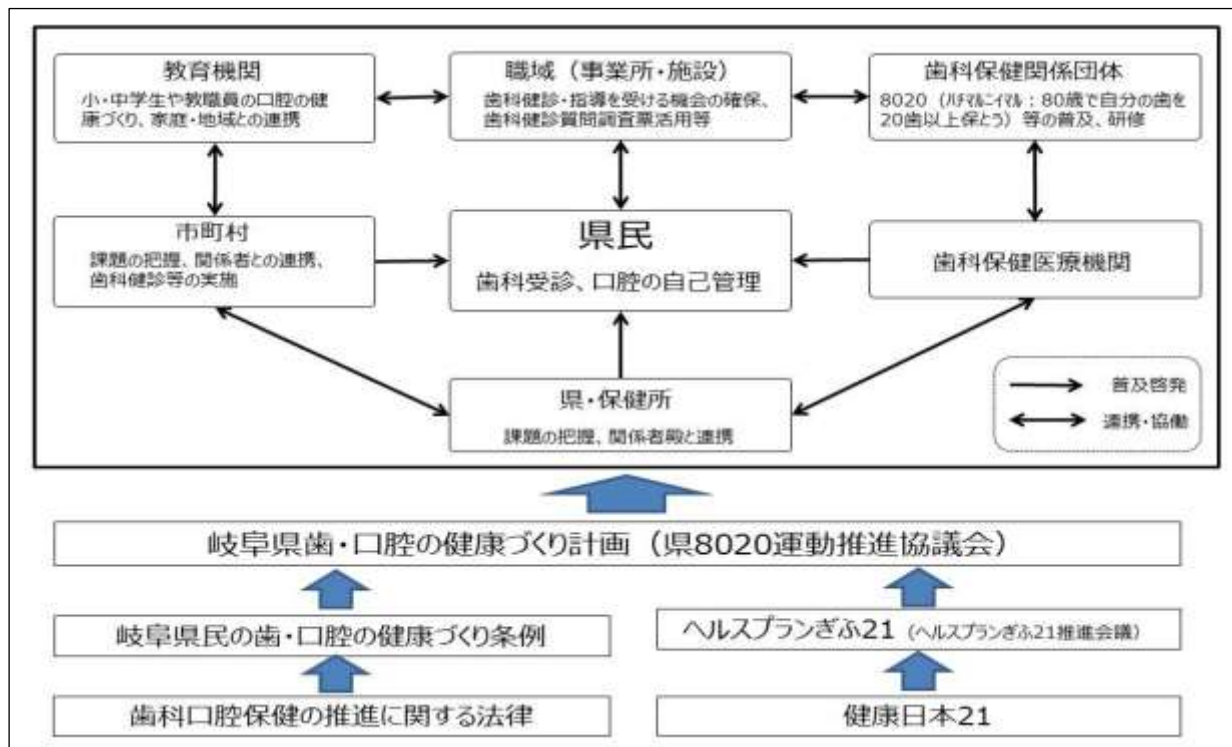 教育機関
小・中学生や教職員の口腔の健
康づくり、家庭・地域との連携
職域（事業所・施設）
歯科健診・指導を受ける機会の確保、
歯科健診質問調査票活用等
歯科保健関係団体
8020（ﾊﾁﾏﾙﾆｲﾏﾙ：80歳で自分の歯を
20歯以上保とう）等の普及、研修
市町村
課題の把握、関係者との連携、
歯科健診等の実施
県民
歯科受診、口腔の自己管理
歯科保健医療機関
県・保健所
課題の把握、関係者殿と連携
普及啓発
連携・協働
岐阜県歯・口腔の健康づくり計画（県8020運動推進協議会）
岐阜県民の歯・口腔の健康づくり条例
ヘルスプランぎふ21（ヘルスプランぎふ21推進会議）
歯科口腔保健の推進に関する法律
健康日本21